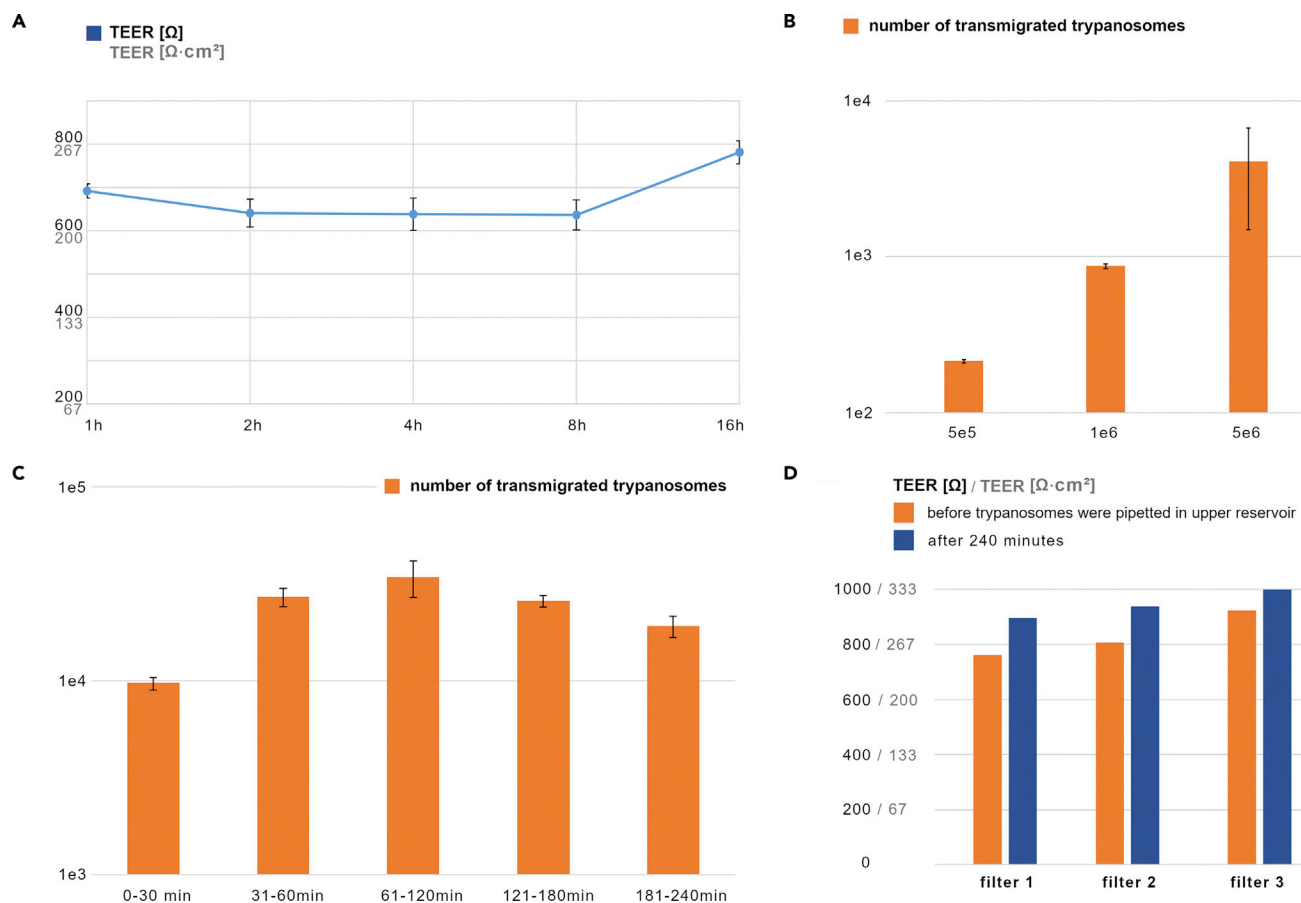 A
TEER [Ω]
TEER [Ω·cm²]
800
267
600
200
400
133
200
67
1h 2h 4h 8h 16h
B
number of transmigrated trypanosomes
1e4
1e3
1e2
5e5 1e6 5e6
C
number of transmigrated trypanosomes
1e5
1e4
1e3
0-30 min 31-60min 61-120min 121-180min 181-240min
D
TEER [Ω] / TEER [Ω·cm²]
before trypanosomes were pipetted in upper reservoir
after 240 minutes
1000 / 333
800 / 267
600 / 200
400 / 133
200 / 67
0
filter 1 filter 2 filter 3